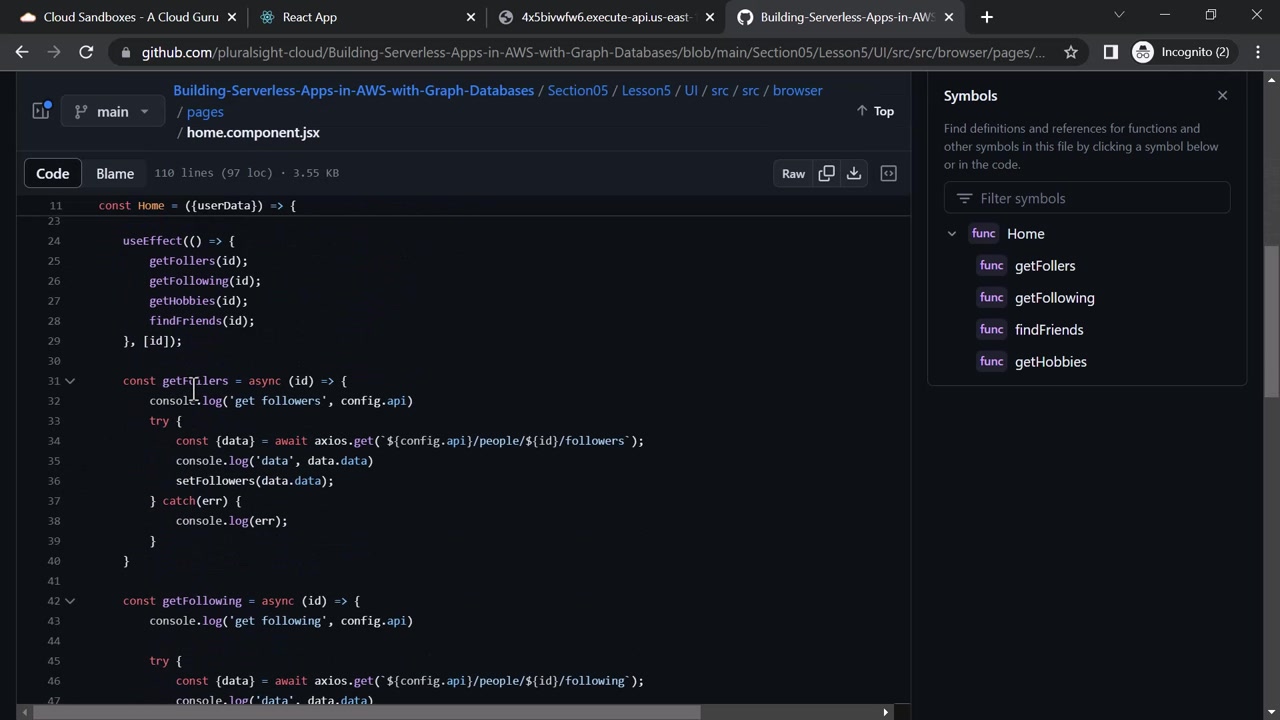 Cloud Sandboxes - A Cloud Guru
React App
4x5bivwfw6.execute-api.us-east-
Building-Serverless-Apps-in-AWS
github.com/pluralsight-cloud/Building-Serverless-Apps-in-AWS-with-Graph-Databases/blob/main/Section05/Lesson5/UI/src/src/browser/pages/...
Incognito (2)
Building-Serverless-Apps-in-AWS-with-Graph-Databases / Section05 / Lesson5 / UI / src / src / browser
main
/ pages
/ home.component.jsx
Top
Code
Blame
110 lines (97 loc) · 3.55 KB
Raw
11 const Home = ({userData}) => {
23
24 useEffect(() => {
25 getFollers(id);
26 getFollowing(id);
27 getHobbies(id);
28 findFriends(id);
29 }, [id]);
30
31 const getFollers = async (id) => {
32 console.log('get followers', config.api)
33 try {
34 const {data} = await axios.get(`${config.api}/people/${id}/followers`);
35 console.log('data', data.data)
36 setFollowers(data.data);
37 } catch(err) {
38 console.log(err);
39 }
40 }
41
42 const getFollowing = async (id) => {
43 console.log('get following', config.api)
44
45 try {
46 const {data} = await axios.get(`${config.api}/people/${id}/following`);
47 console.log('data', data.data)
Symbols
Find definitions and references for functions and
other symbols in this file by clicking a symbol below
or in the code.
Filter symbols
func Home
func getFollers
func getFollowing
func findFriends
func getHobbies